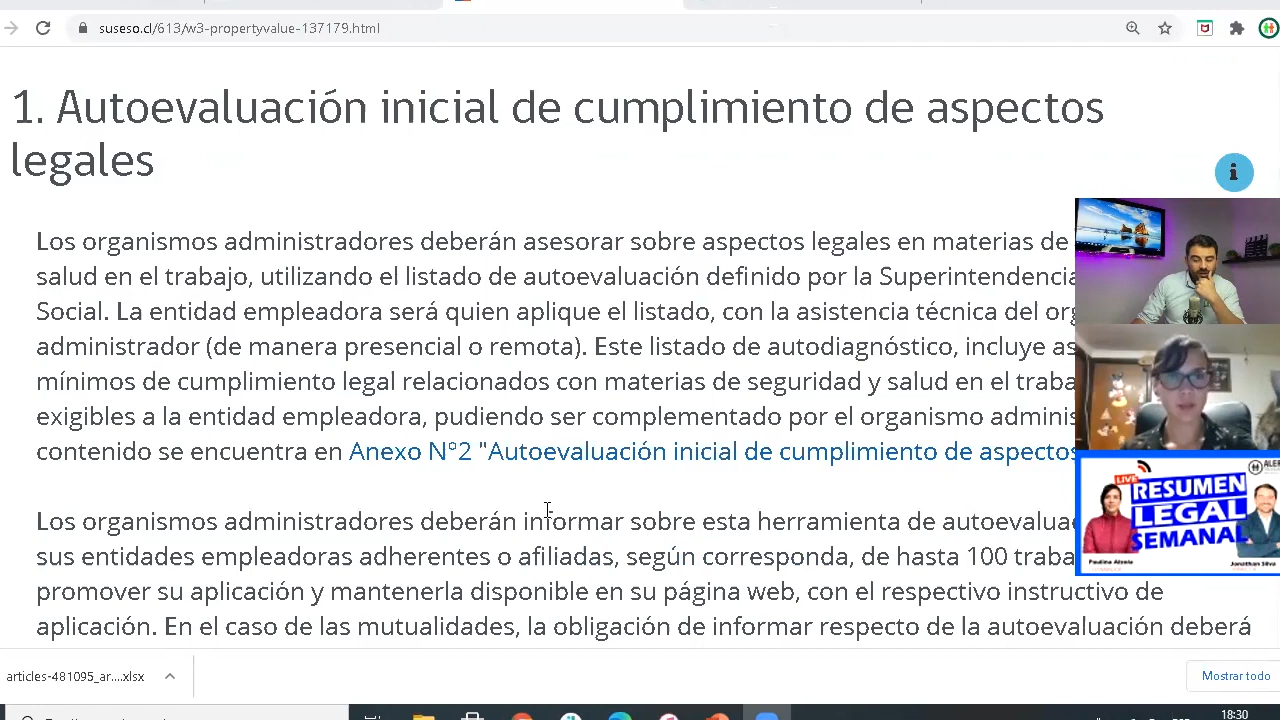 suseso.cl/613/w3-propertyvalue-137179.html
1. Autoevaluación inicial de cumplimiento de aspectos
legales
Los organismos administradores deberán asesorar sobre aspectos legales en materias de
salud en el trabajo, utilizando el listado de autoevaluación definido por la Superintendencia
Social. La entidad empleadora será quien aplique el listado, con la asistencia técnica del org
administrador (de manera presencial o remota). Este listado de autodiagnóstico, incluye as
mínimos de cumplimiento legal relacionados con materias de seguridad y salud en el traba
exigibles a la entidad empleadora, pudiendo ser complementado por el organismo adminis
contenido se encuentra en Anexo N°2 "Autoevaluación inicial de cumplimiento de aspectos
Los organismos administradores deberán informar sobre esta herramienta de autoevalua
sus entidades empleadoras adherentes o afiliadas, según corresponda, de hasta 100 traba
promover su aplicación y mantenerla disponible en su página web, con el respectivo instructivo de
aplicación. En el caso de las mutualidades, la obligación de informar respecto de la autoevaluación deberá
LIVE
ALER
RESUMEN
LEGAL
SEMANAL
Jonathan Silva
articles-481095_ar....xlsx
Mostrar todo
18:30